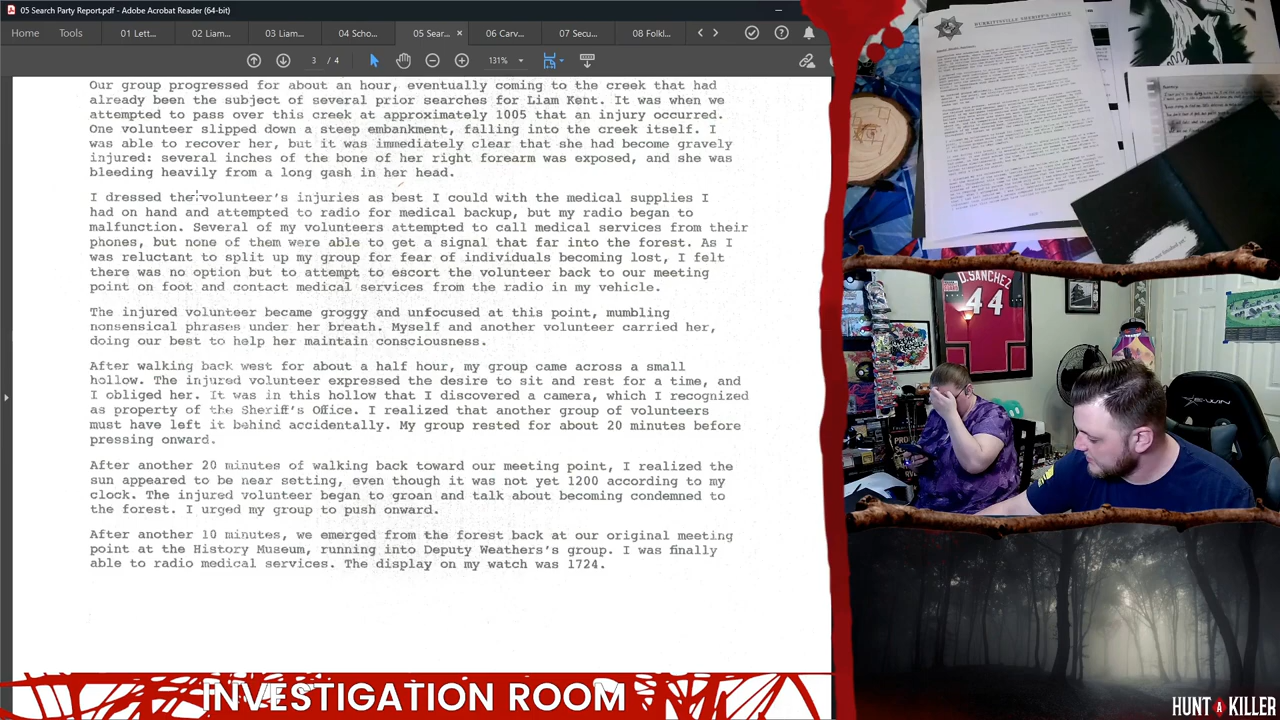 05 Search Party Report.pdf - Adobe Acrobat Reader (64-bit)
Home Tools 01 Lett... 02 Liam... 03 Liam... 04 Scho... 05 Sear... × 06 Carv... 07 Secu... 08 Folkl...
3 / 4 131%
Our group progressed for about an hour, eventually coming to the creek that had
already been the subject of several prior searches for Liam Kent. It was when we
attempted to pass over this creek at approximately 1005 that an injury occurred.
One volunteer slipped down a steep embankment, falling into the creek itself. I
was able to recover her, but it was immediately clear that she had become gravely
injured: several inches of the bone of her right forearm was exposed, and she was
bleeding heavily from a long gash in her head.
I dressed the volunteer's injuries as best I could with the medical supplies I
had on hand and attempted to radio for medical backup, but my radio began to
malfunction. Several of my volunteers attempted to call medical services from their
phones, but none of them were able to get a signal that far into the forest. As I
was reluctant to split up my group for fear of individuals becoming lost, I felt
there was no option but to attempt to escort the volunteer back to our meeting
point on foot and contact medical services from the radio in my vehicle.
The injured volunteer became groggy and unfocused at this point, mumbling
nonsensical phrases under her breath. Myself and another volunteer carried her,
doing our best to help her maintain consciousness.
After walking back west for about a half hour, my group came across a small
hollow. The injured volunteer expressed the desire to sit and rest for a time, and
I obliged her. It was in this hollow that I discovered a camera, which I recognized
as property of the Sheriff's Office. I realized that another group of volunteers
must have left it behind accidentally. My group rested for about 20 minutes before
pressing onward.
After another 20 minutes of walking back toward our meeting point, I realized the
sun appeared to be near setting, even though it was not yet 1200 according to my
clock. The injured volunteer began to groan and talk about becoming condemned to
the forest. I urged my group to push onward.
After another 10 minutes, we emerged from the forest back at our original meeting
point at the History Museum, running into Deputy Weathers's group. I was finally
able to radio medical services. The display on my watch was 1724.
INVESTIGATION ROOM
SHERIFF'S OFFICE
D.SANCHEZ
44
HUNT A KILLER